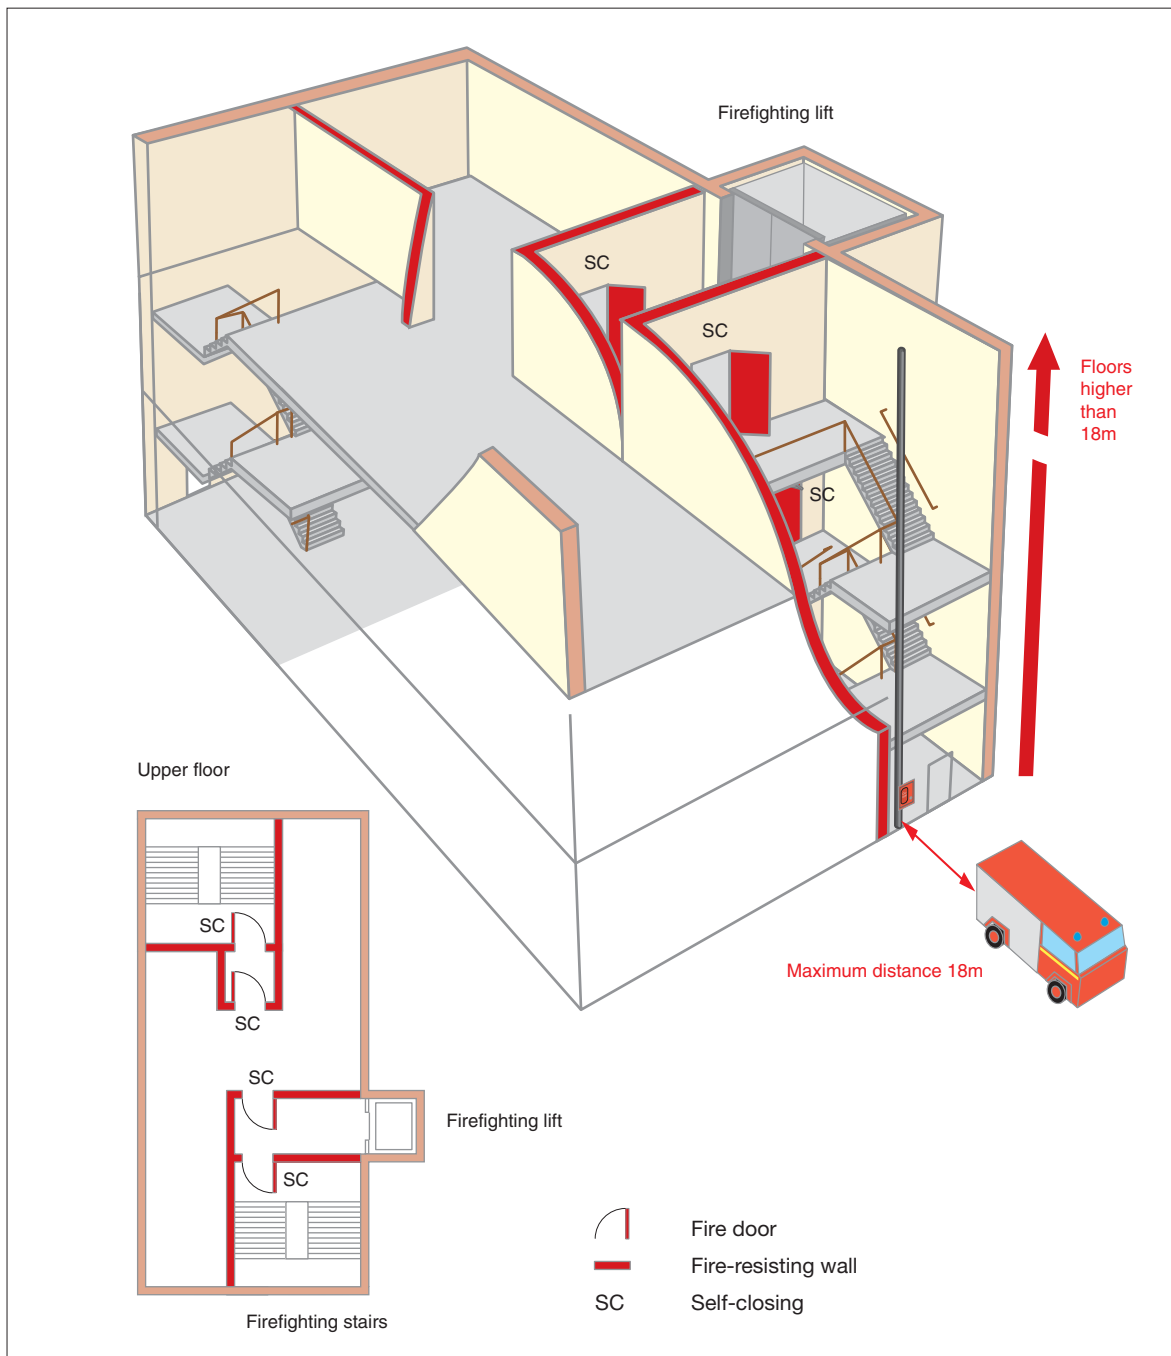 Firefighting lift
SC
SC
Floors
higher
than
18m
SC
Upper floor
Maximum distance 18m
SC
SC
SC
Firefighting lift
SC
Fire door
Fire-resisting wall
SC Self-closing
Firefighting stairs